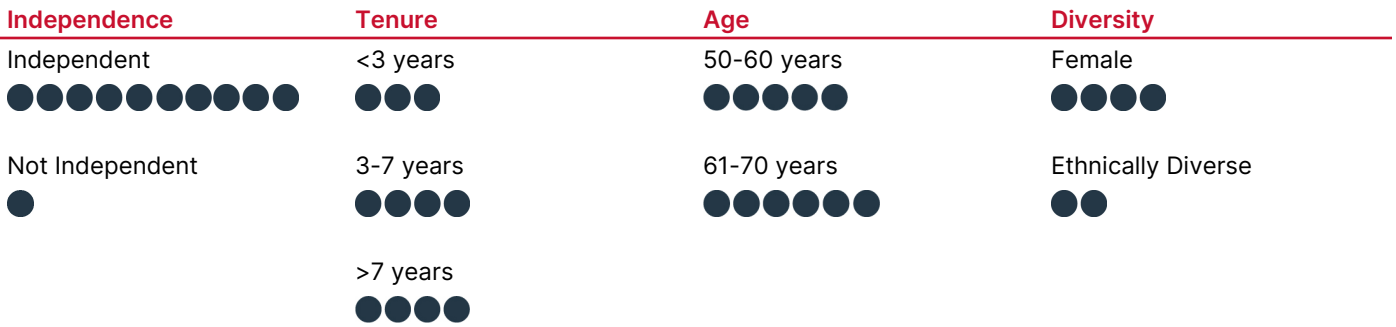 Independence Tenure Age Diversity
Independent <3 years 50-60 years Female
Not Independent 3-7 years 61-70 years Ethnically Diverse
>7 years